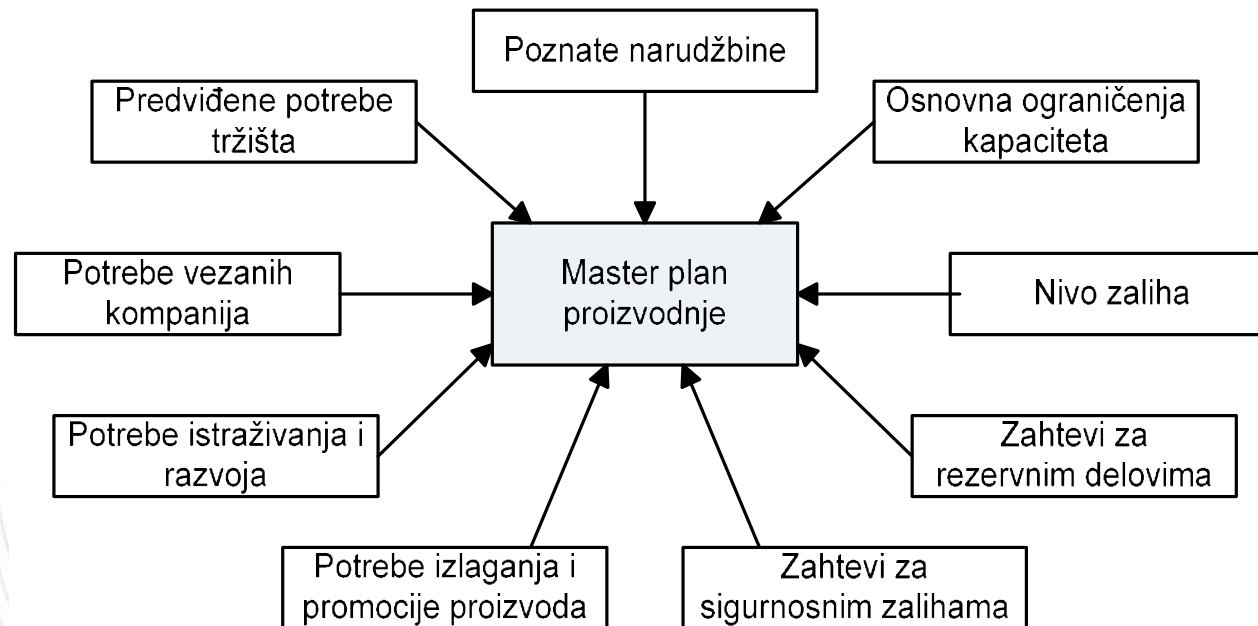 Poznate narudžbine
Predviđene potrebe
tržišta
Osnovna ograničenja
kapaciteta
Potrebe vezanih
kompanija
Master plan
proizvodnje
Nivo zaliha
Potrebe istraživanja i
razvoja
Zahtevi za
rezervnim delovima
Potrebe izlaganja i
promocije proizvoda
Zahtevi za
sigurnosnim zalihama